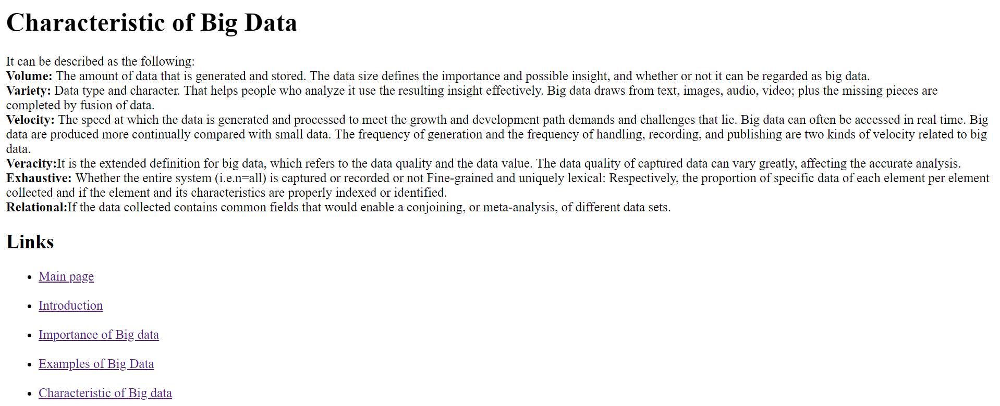 Characteristic of Big Data
It can be described as the following:
Volume: The amount of data that is generated and stored. The data size defines the importance and possible insight, and whether or not it can be regarded as big data.
Variety: Data type and character. That helps people who analyze it use the resulting insight effectively. Big data draws from text, images, audio, video; plus the missing pieces are
completed by fusion of data.
Velocity: The speed at which the data is generated and processed to meet the growth and development path demands and challenges that lie. Big data can often be accessed in real time. Big
data are produced more continually compared with small data. The frequency of generation and the frequency of handling, recording, and publishing are two kinds of velocity related to big
data.
Veracity:It is the extended definition for big data, which refers to the data quality and the data value. The data quality of captured data can vary greatly, affecting the accurate analysis.
Exhaustive: Whether the entire system (i.e.n=all) is captured or recorded or not Fine-grained and uniquely lexical: Respectively, the proportion of specific data of each element per element
collected and if the element and its characteristics are properly indexed or identified.
Relational:If the data collected contains common fields that would enable a conjoining, or meta-analysis, of different data sets.
Links
• Main page
• Introduction
• Importance of Big data
• Examples of Big Data
• Characteristic of Big data